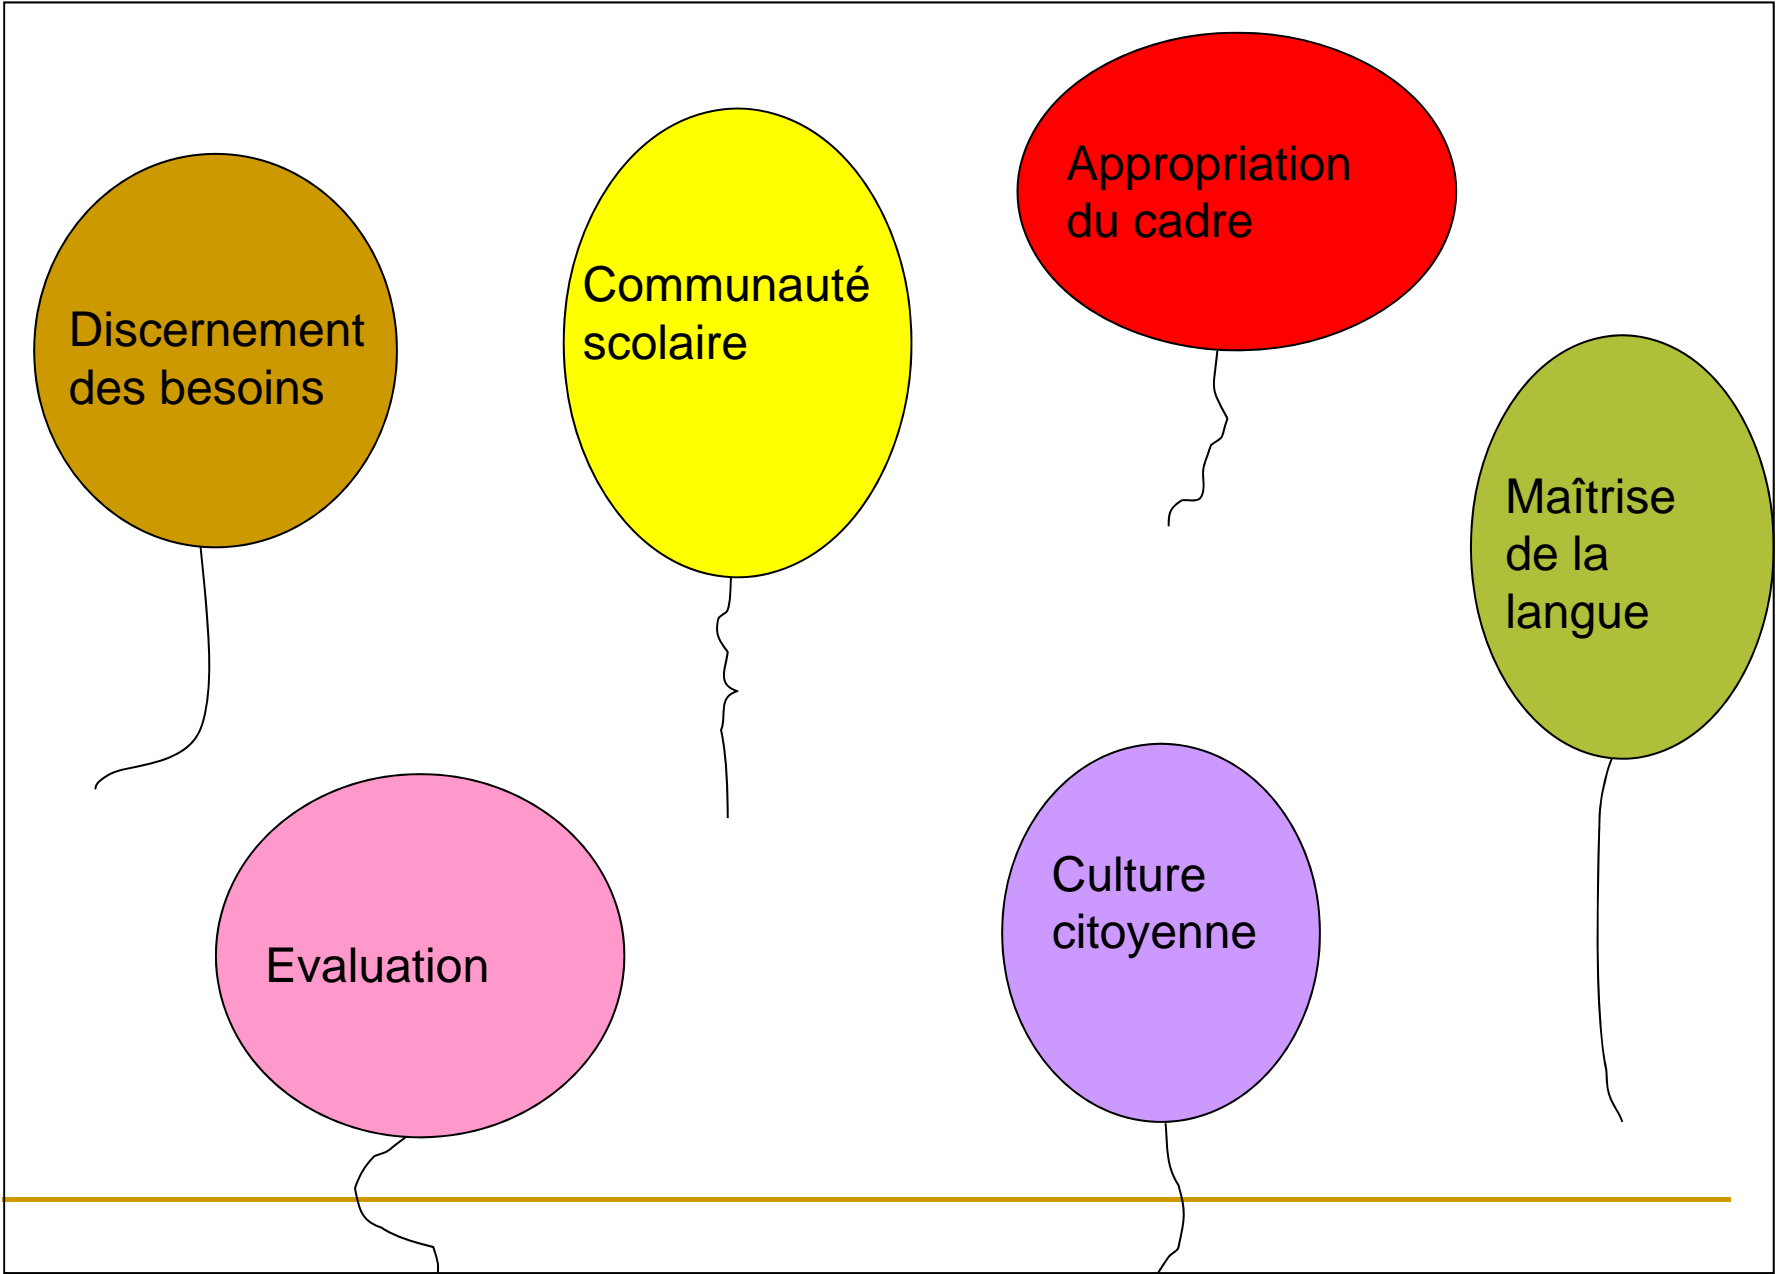 Discernement
des besoins
Communauté
scolaire
Appropriation
du cadre
Maîtrise
de la
langue
Evaluation
Culture
citoyenne